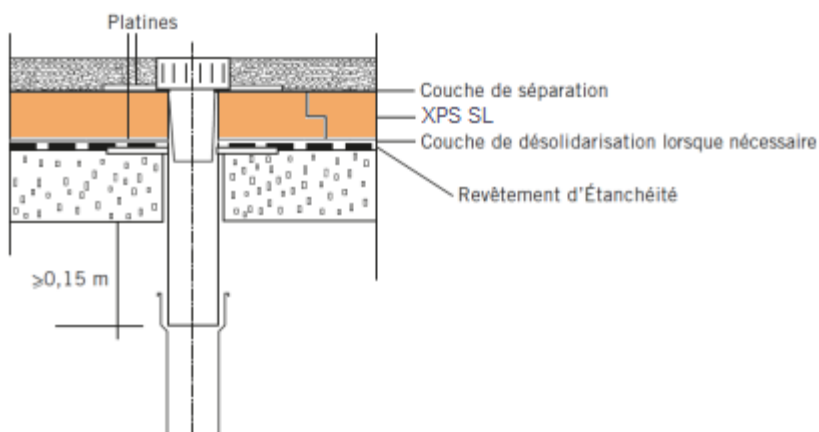 Platines
Couche de séparation
XPS SL
Couche de désolidarisation lorsque nécessaire
Revêtement d'Étanchéité
⩾0,15 m